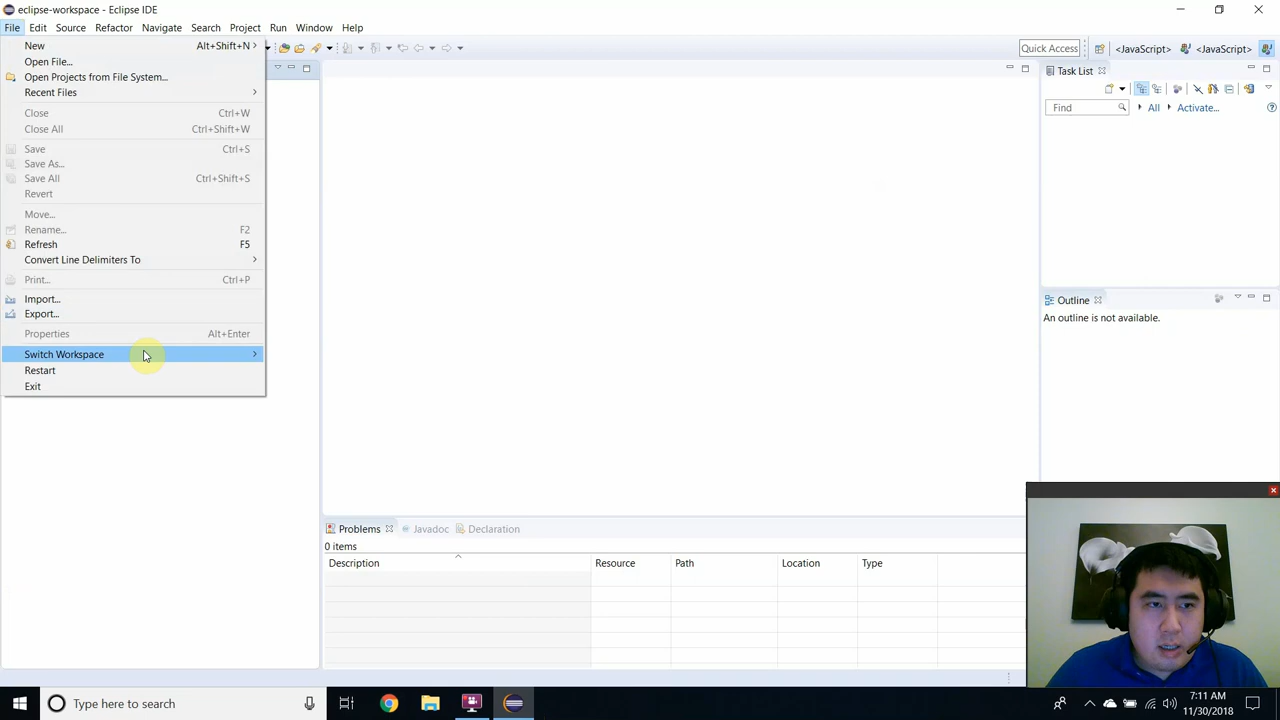 eclipse-workspace - Eclipse IDE
File Edit Source Refactor Navigate Search Project Run Window Help
New Alt+Shift+N
Open File...
Open Projects from File System...
Recent Files
Close Ctrl+W
Close All Ctrl+Shift+W
Save Ctrl+S
Save As...
Save All Ctrl+Shift+S
Revert
Move...
Rename... F2
Refresh F5
Convert Line Delimiters To
Print... Ctrl+P
Import...
Export...
Properties Alt+Enter
Switch Workspace
Restart
Exit
Quick Access <JavaScript> <JavaScript>
Task List
Find All Activate...
Outline
An outline is not available.
Problems Javadoc Declaration
0 items
Description Resource Path Location Type
Type here to search
7:11 AM
11/30/2018